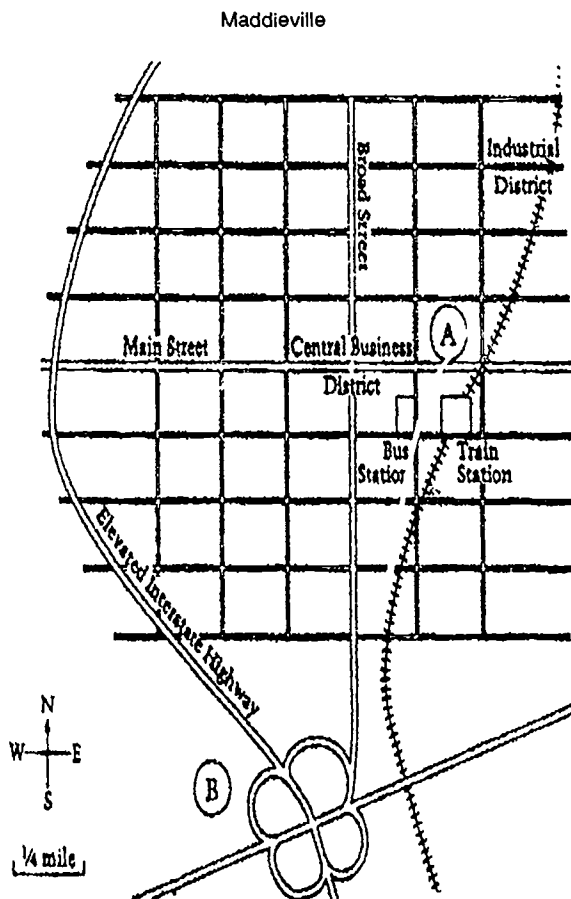 Maddieville
Broad Street
Industrial
District
A
Main Street
Central Business
District
Bus
Statior
Train
Station
Elevated Interstate Highway
N
W
E
S
B
1/4 mile